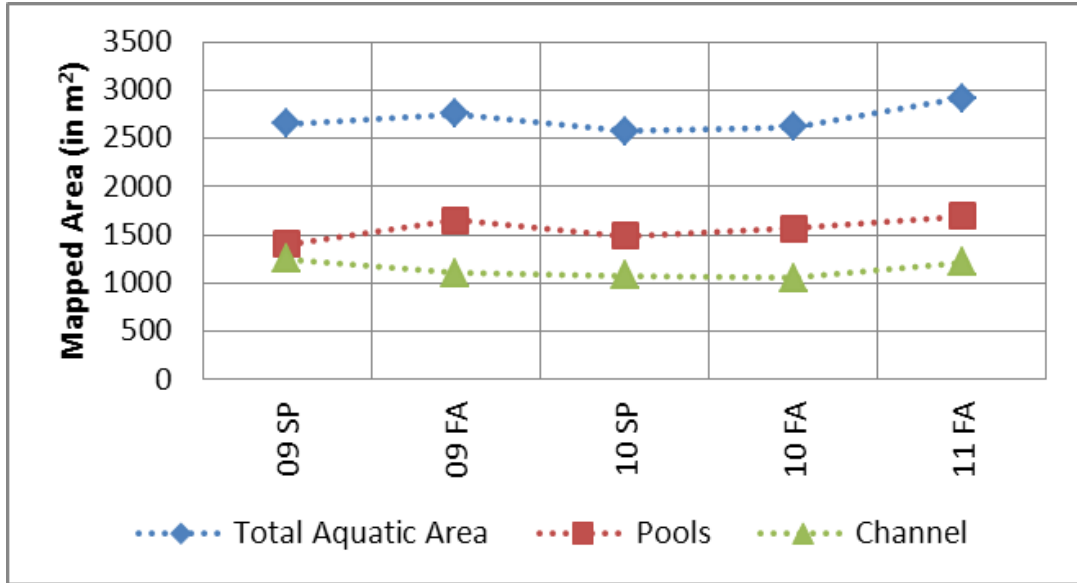 Mapped Area (in m²)
3500
3000
2500
2000
1500
1000
500
0
09 SP
09 FA
10 SP
10 FA
11 FA
Total Aquatic Area
Pools
Channel